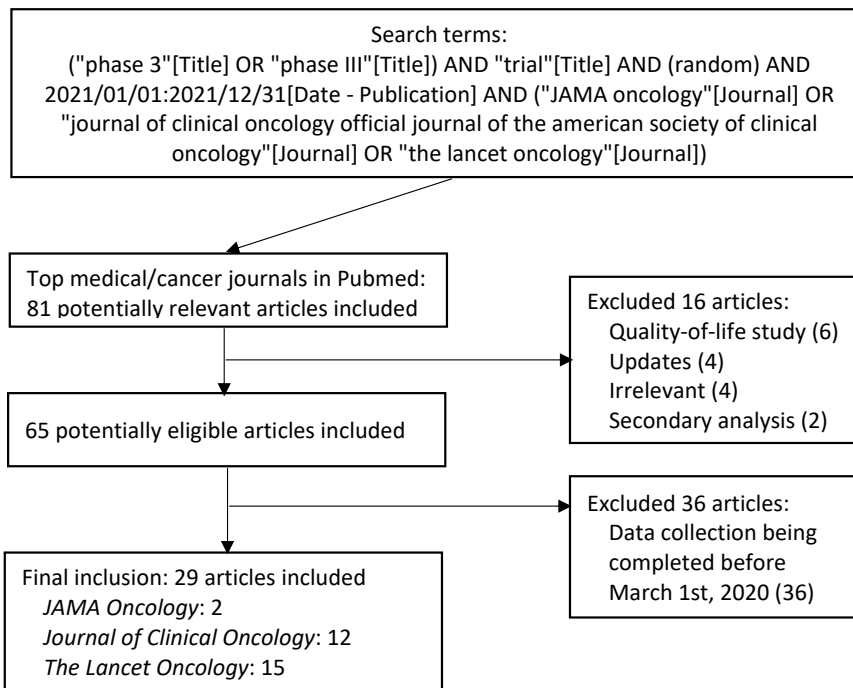 Search terms:
("phase 3"[Title] OR "phase III"[Title]) AND "trial"[Title] AND (random) AND
2021/01/01:2021/12/31[Date - Publication] AND ("JAMA oncology"[Journal] OR
"journal of clinical oncology official journal of the american society of clinical
oncology"[Journal] OR "the lancet oncology"[Journal])
Top medical/cancer journals in Pubmed:
81 potentially relevant articles included
Excluded 16 articles:
Quality-of-life study (6)
Updates (4)
Irrelevant (4)
Secondary analysis (2)
65 potentially eligible articles included
Excluded 36 articles:
Data collection being
completed before
March 1st, 2020 (36)
Final inclusion: 29 articles included
JAMA Oncology: 2
Journal of Clinical Oncology: 12
The Lancet Oncology: 15